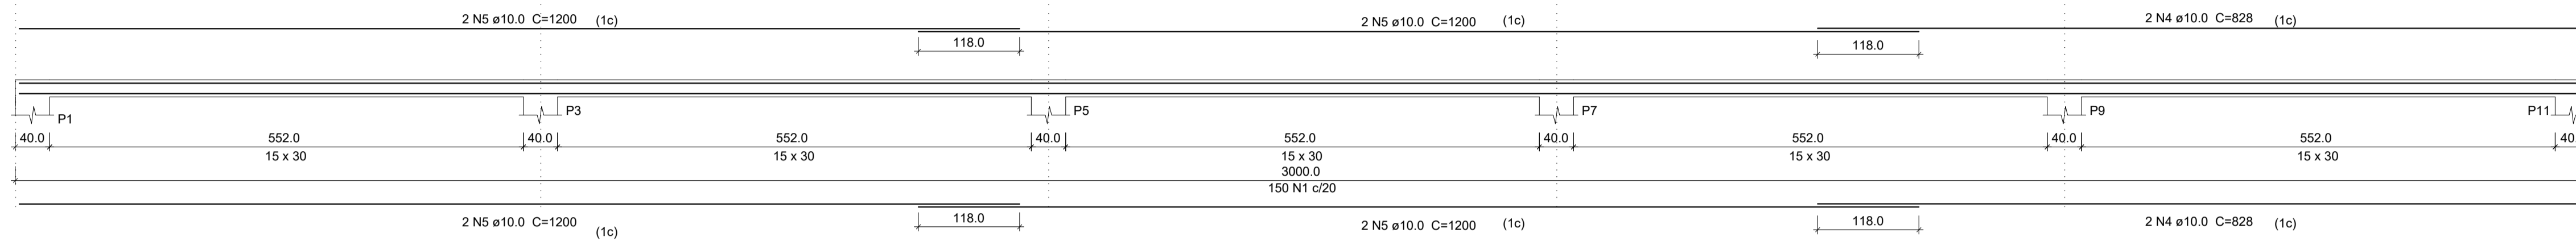 2 N5 ø10.0 C=1200 (1c)
2 N5 ø10.0 C=1200 (1c)
2 N4 ø10.0 C=828 (1c)
118.0
118.0
P1
P3
P5
P7
P9
P11
40.0 552.0 40.0 552.0 40.0 552.0 40.0 552.0 40.0 552.0 40.
15 x 30 15 x 30 15 x 30 15 x 30 15 x 30
3000.0
150 N1 c/20
118.0
118.0
2 N5 ø10.0 C=1200 (1c)
2 N5 ø10.0 C=1200 (1c)
2 N4 ø10.0 C=828 (1c)